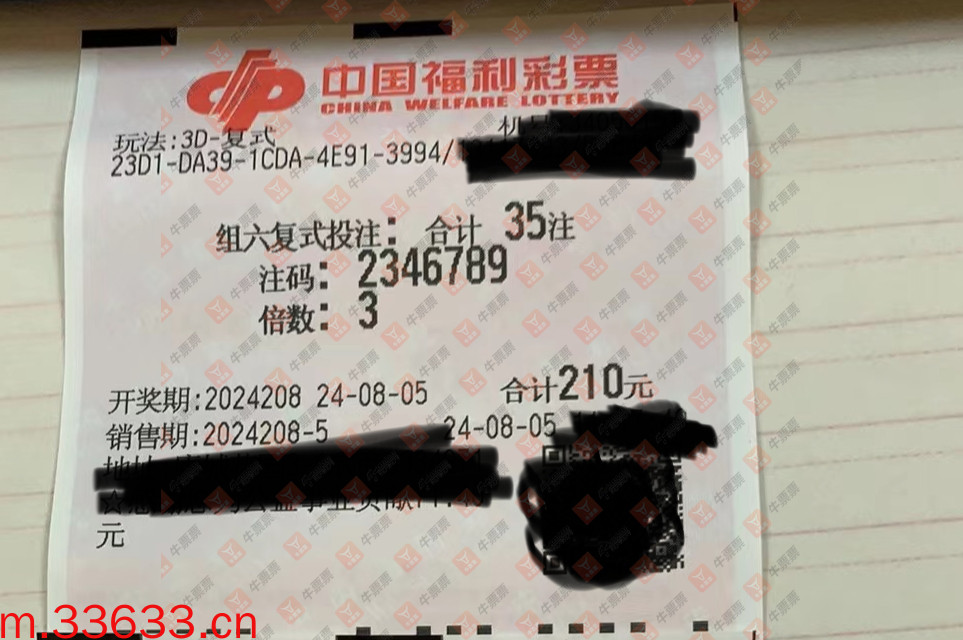 中国福利彩票
CHINA WELFARE LOTTERY
玩法:3D-复式
23D1-DA39-1CDA-4E91-3994/
组六复式投注: 合计 35注
注码: 2346789
倍数: 3
开奖期:2024208 24-08-05 合计210元
销售期:2024208-5 24-08-05
元
m.33633.cn
牛票票